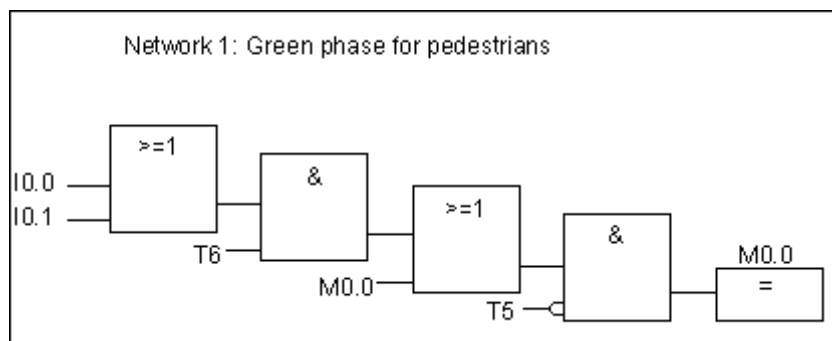 Network 1: Green phase for pedestrians
>=1
&
I0.0
>=1
I0.1
&
T6
M0.0
M0.0
=
T5